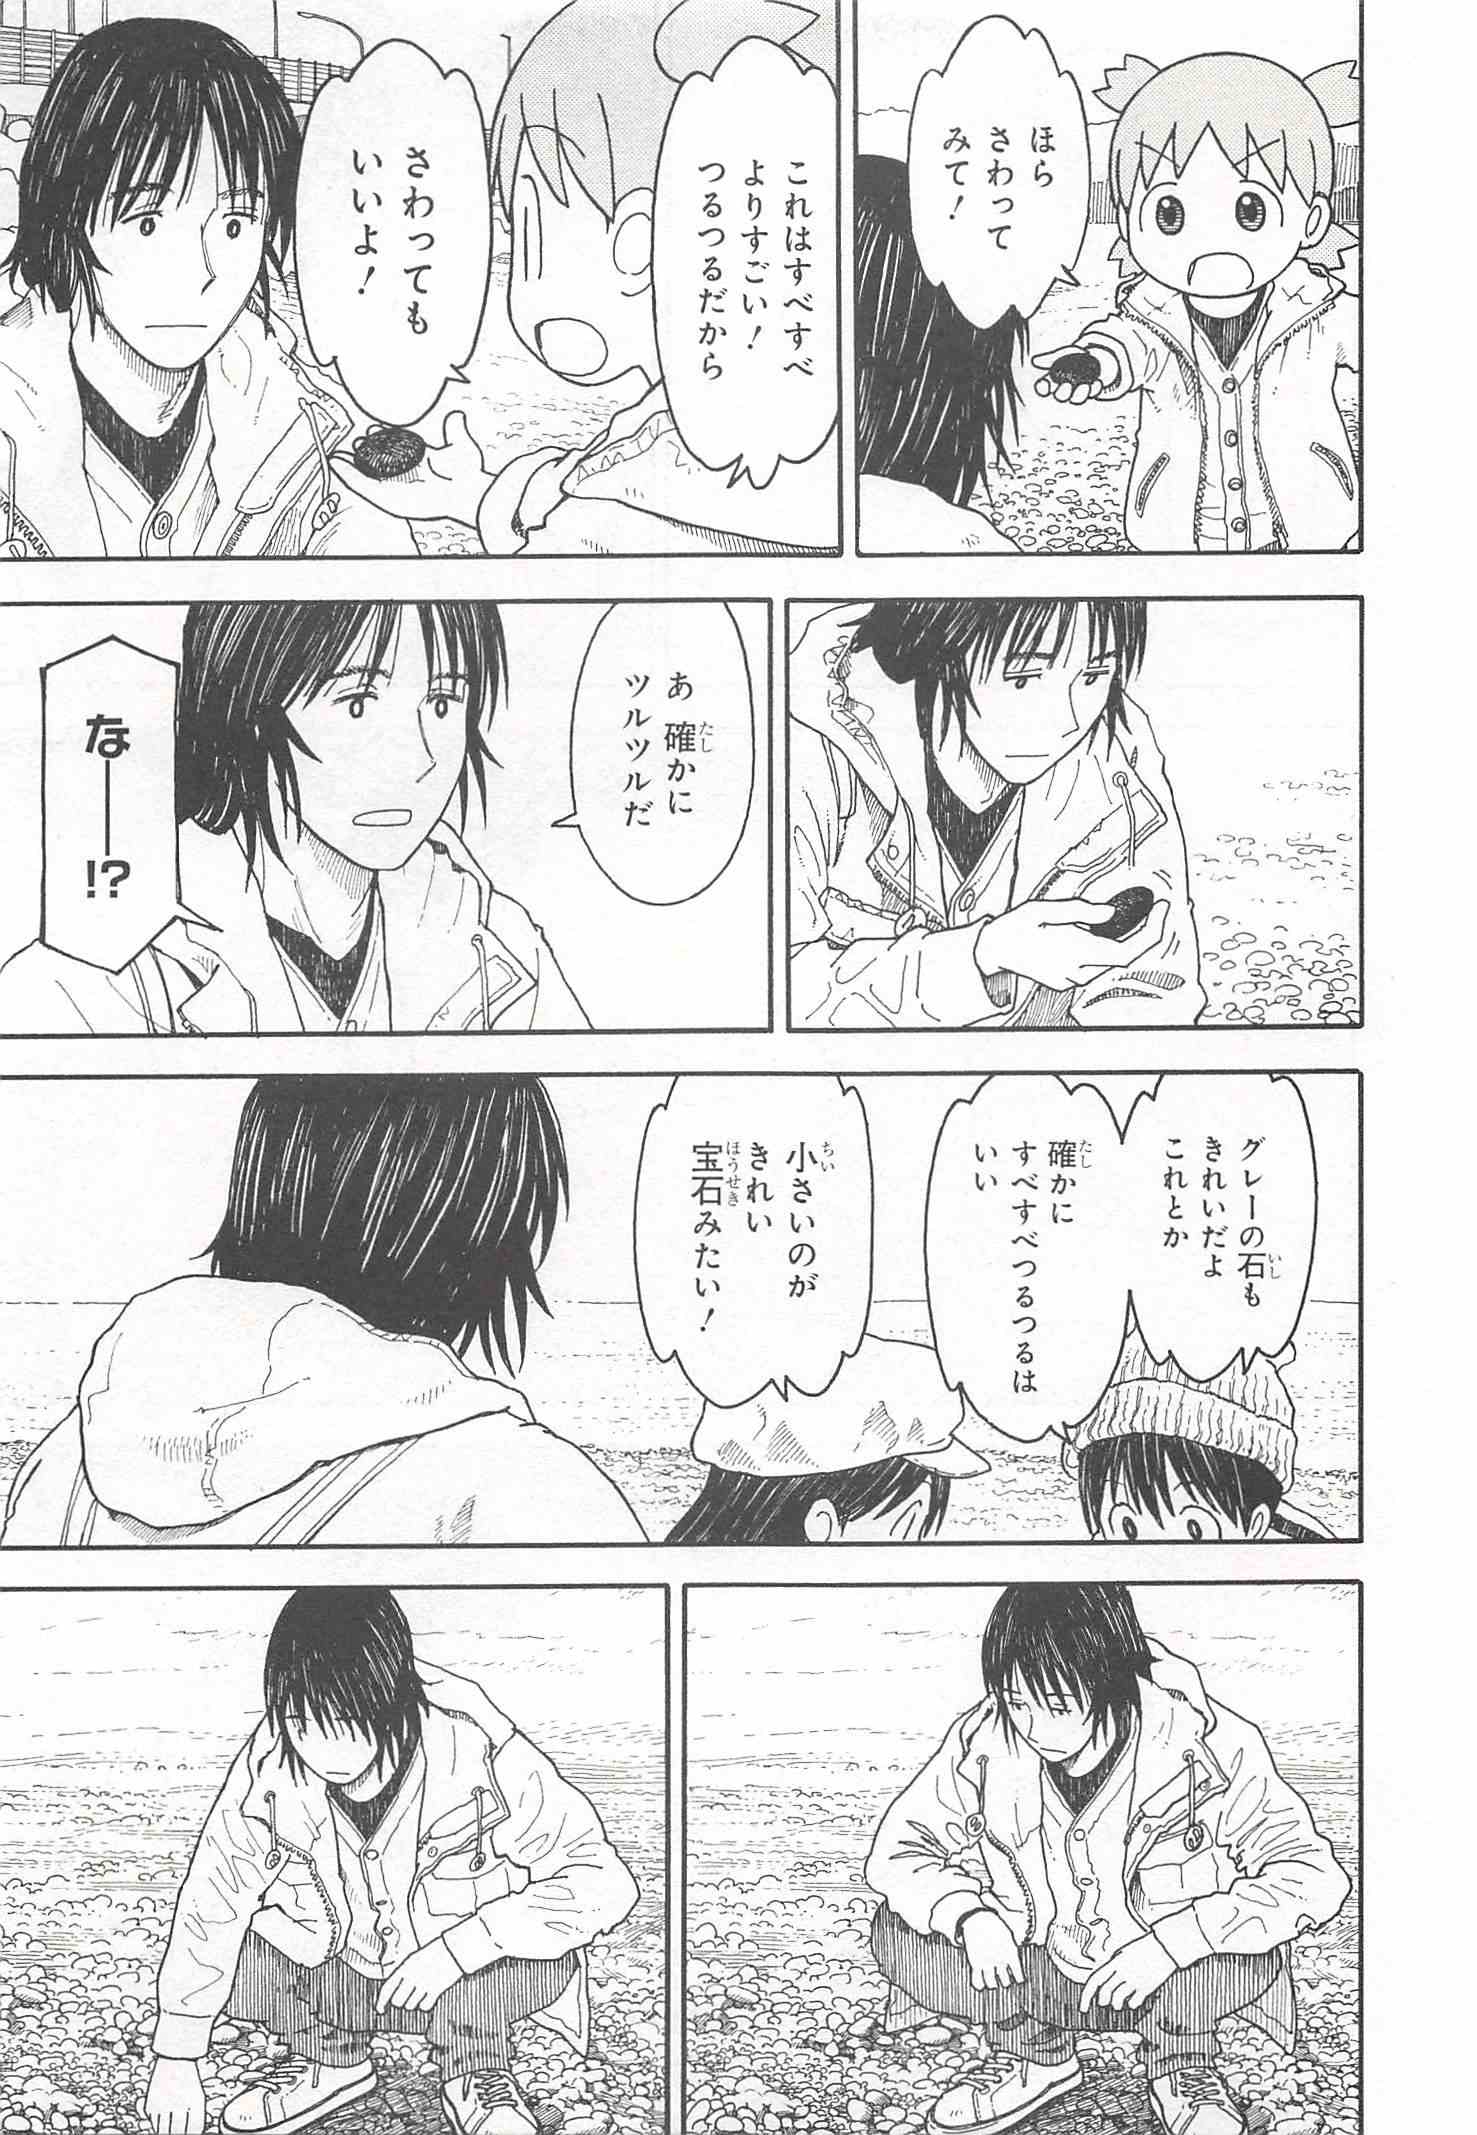 ほら
さわって
みて！
これはすべすべ
よりすごい！
つるつるだから
さわっても
いいよ！
あ 確かに
ツルツルだ
なーー!?
グレーの石も
きれいだよ
これとか
確かに
すべすべつるつるは
いい
小さいのが
きれい
宝石みたい！